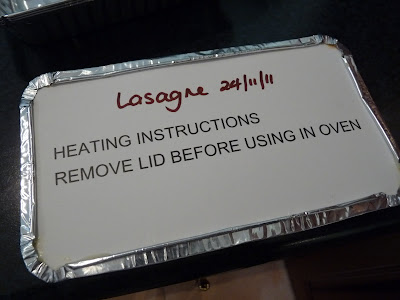 Lasagne 24/11/11
HEATING INSTRUCTIONS
REMOVE LID BEFORE USING IN OVEN